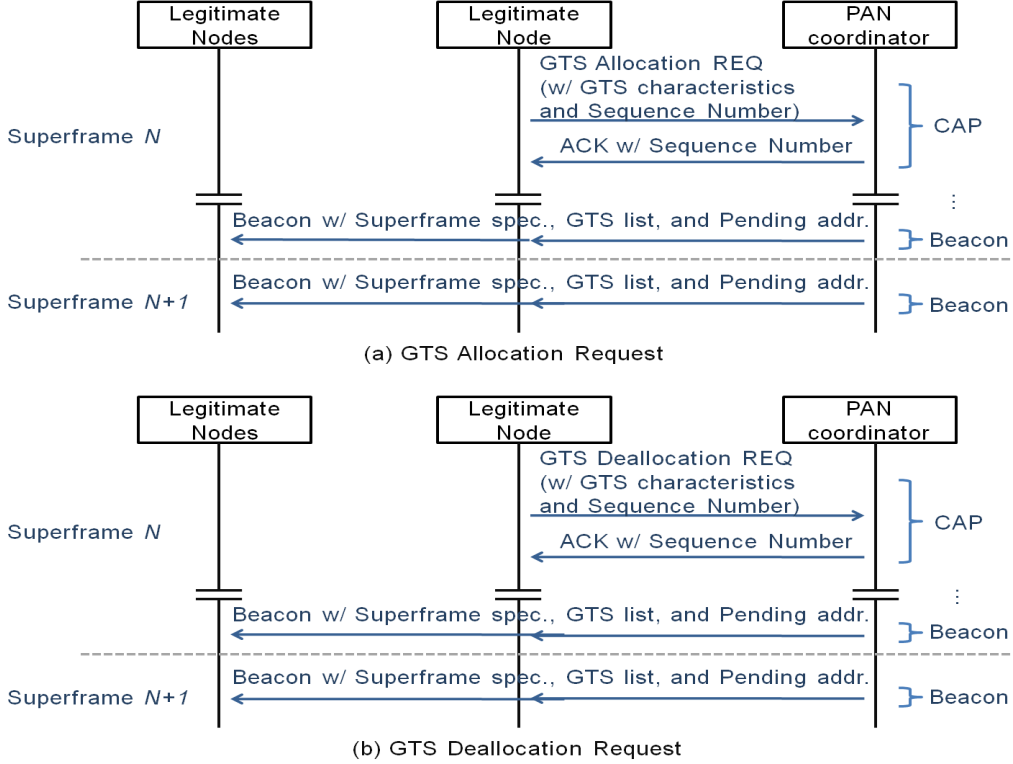 Legitimate Nodes
Legitimate Node
PAN coordinator
GTS Allocation REQ
(w/ GTS characteristics
and Sequence Number)
CAP
Superframe N
ACK w/ Sequence Number
...
Beacon w/ Superframe spec., GTS list, and Pending addr.
Beacon
Beacon w/ Superframe spec., GTS list, and Pending addr.
Superframe N+1
Beacon
(a) GTS Allocation Request
Legitimate Nodes
Legitimate Node
PAN coordinator
GTS Deallocation REQ
(w/ GTS characteristics
and Sequence Number)
CAP
Superframe N
ACK w/ Sequence Number
...
Beacon w/ Superframe spec., GTS list, and Pending addr.
Beacon
Beacon w/ Superframe spec., GTS list, and Pending addr.
Superframe N+1
Beacon
(b) GTS Deallocation Request